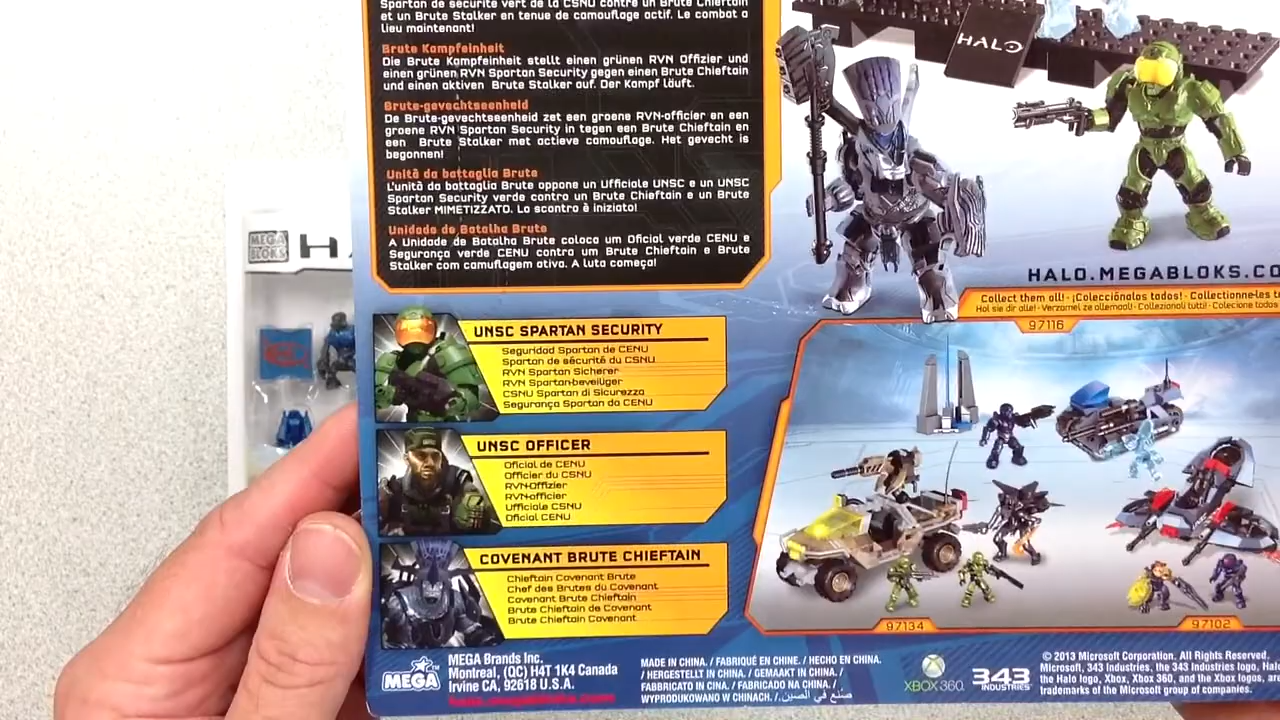 Spartan de sécurité vert de la CSNU contre un Brute Chieftain
et un Brute Stalker en tenue de camouflage actif. Le combat a
lieu maintenant!
Brute Kampfeinheit
Die Brute Kampfeinheit stellt einen grünen RVN Offizier und
einen grünen RVN Spartan Security gegen einen Brute Chieftain
und einen aktiven Brute Stalker auf. Der Kampf läuft.
Brute-gevechtseenheid
De Brute-gevechtseenheid zet een groene RVN-officier en een
groene RVN Spartan Security in tegen een Brute Chieftain en
een Brute Stalker met actieve camouflage. Het gevecht is
begonnen!
Unità da battaglia Brute
L'unità da battaglia Brute oppone un Ufficiale UNSC e un UNSC
Spartan Security verde contro un Brute Chieftain e un Brute
Stalker MIMETIZZATO. Lo scontro è iniziato!
Unidade de Batalha Brute
A Unidade de Batalha Brute coloca um Oficial verde CENU e
Segurança verde CENU contra um Brute Chieftain e Brute
Stalker com camuflagem ativa. A luta começa!
MEGA
BLOKS
HA
UNSC SPARTAN SECURITY
Seguridad Spartan de CENU
Spartan de sécurité du CSNU
RVN Spartan Sicherer
RVN Spartan-beveiliger
CSNU Spartan di Sicurezza
Segurança Spartan da CENU
UNSC OFFICER
Oficial de CENU
Officier du CSNU
RVN-Offizier
RVN-officier
Ufficiale CSNU
Oficial CENU
COVENANT BRUTE CHIEFTAIN
Chieftain Covenant Brute
Chef des Brutes du Covenant
Covenant Brute Chieftain
Brute Chieftain de Covenant
Brute Chieftain Covenant
HALO
HALO.MEGABLOKS.CO
Collect them all! · ¡Colecciónalos todos! · Collectionne-les t
Hol sie dir alle! · Verzamel ze allemaal! · Collezionali tutti! · Colecione todos
97116
97134
97102
MEGA
MEGA Brands Inc.
Montreal, (QC) H4T 1K4 Canada
Irvine CA, 92618 U.S.A.
MADE IN CHINA. / FABRIQUÉ EN CHINE. / HECHO EN CHINA.
/ HERGESTELLT IN CHINA. / GEMAAKT IN CHINA. /
FABBRICATO IN CINA. / FABRICADO NA CHINA. /
WYPRODUKOWANO W CHINACH. / صنع في الصين.
XBOX 360.
343
INDUSTRIES
© 2013 Microsoft Corporation. All Rights
Microsoft, 343 Industries, the 343 Industries logo, Halo
the Halo logo, Xbox, Xbox 360, and the Xbox logos are
trademarks of the Microsoft group of companies.